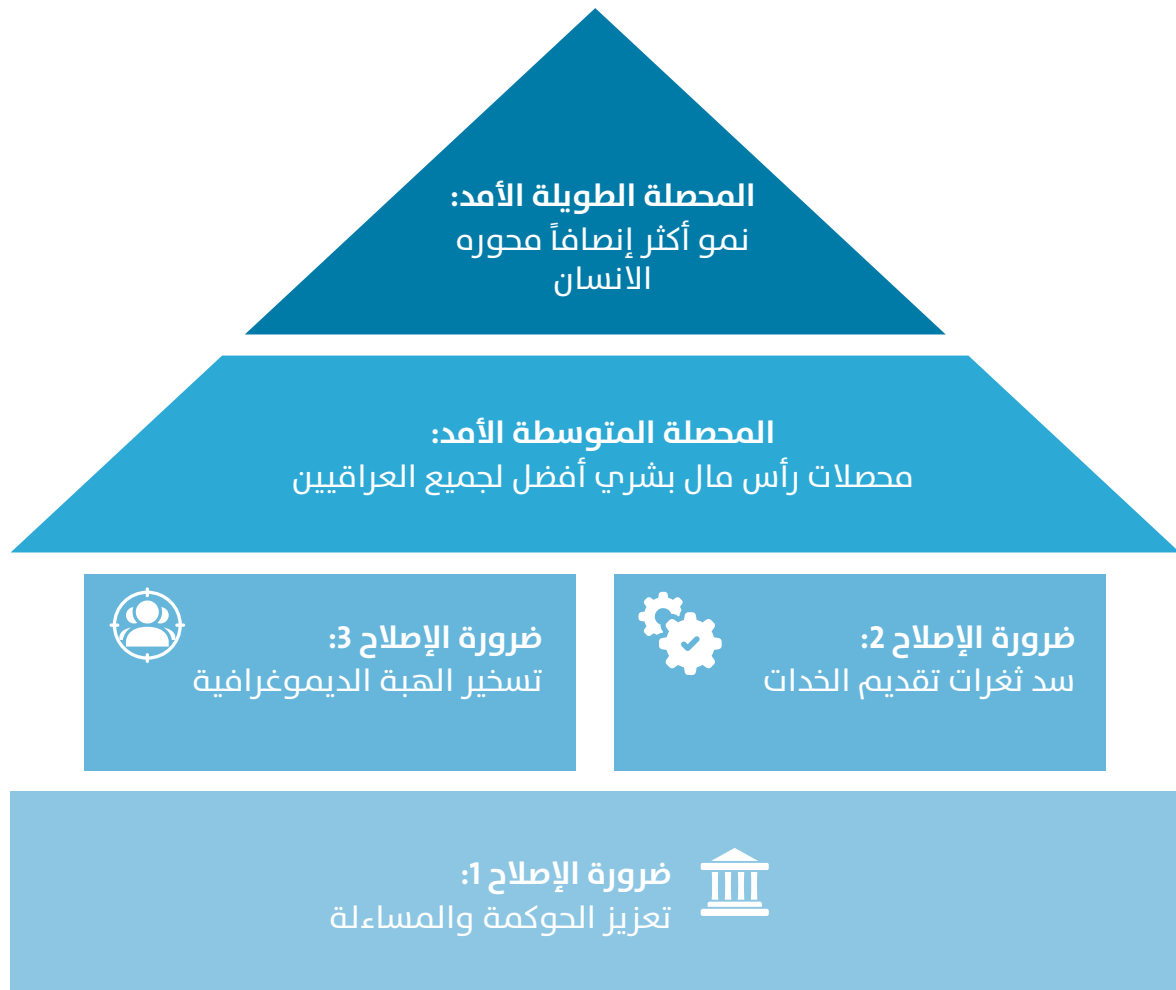 المحصلة الطويلة الأمد:
نمو أكثر إنصافاً محوره
الانسان
المحصلة المتوسطة الأمد:
محصلات رأس مال بشري أفضل لجميع العراقيين
ضرورة الإصلاح 2:
سد ثغرات تقديم الخدات
ضرورة الإصلاح 3:
تسخير الهبة الديموغرافية
ضرورة الإصلاح 1:
تعزيز الحوكمة والمساءلة